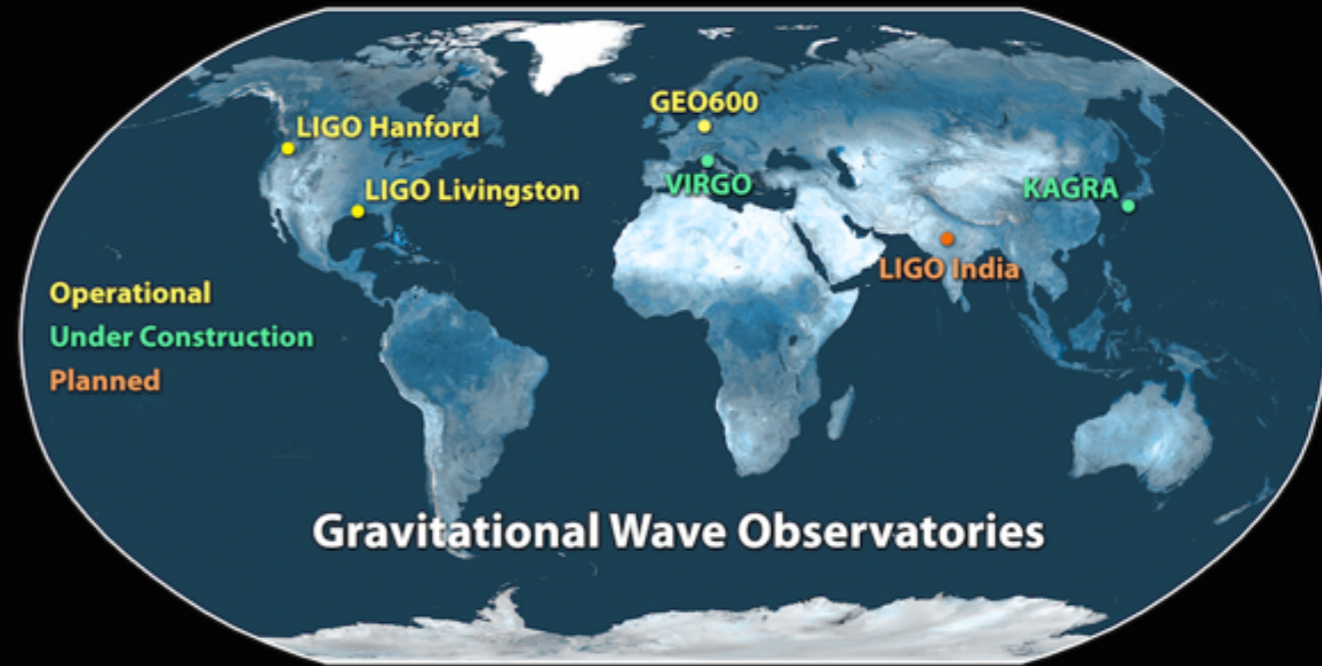 GEO600
LIGO Hanford
VIRGO
KAGRA
LIGO Livingston
LIGO India
Operational
Under Construction
Planned
Gravitational Wave Observatories